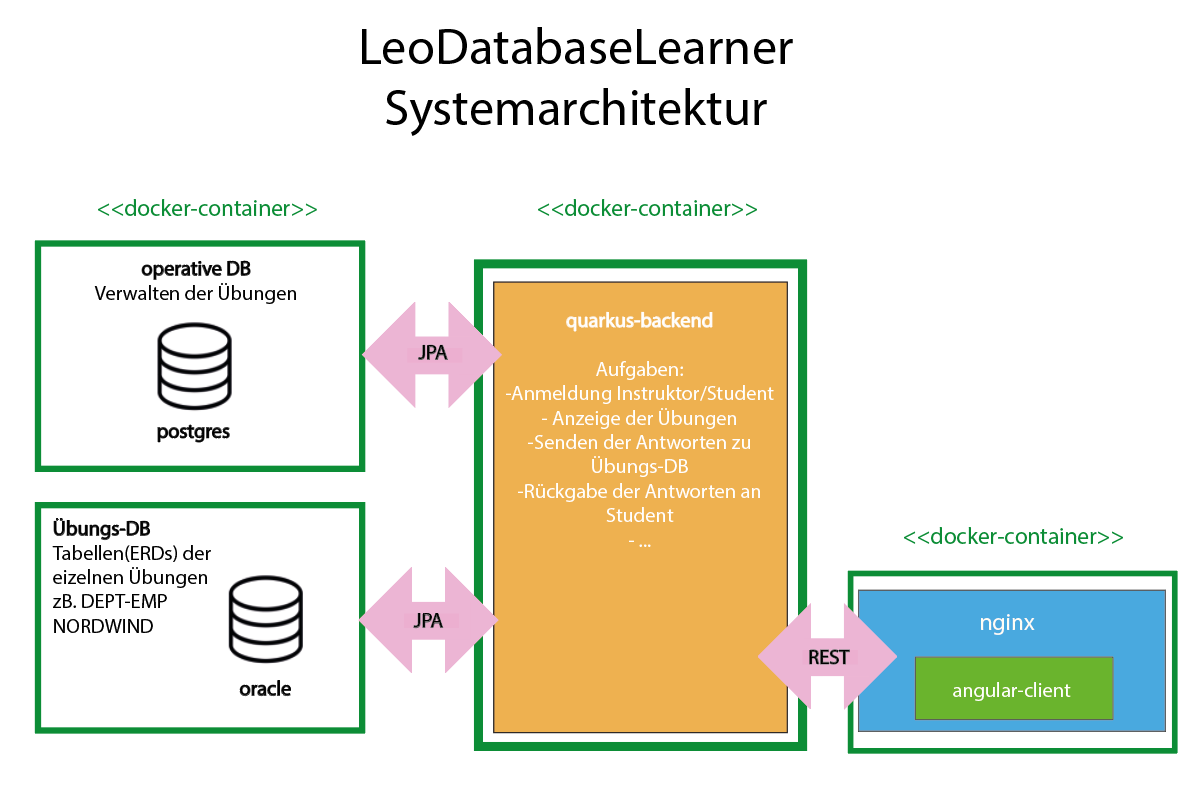 LeoDatabaseLearner
Systemarchitektur
<<docker-container>>
operative DB
Verwalten der Übungen
postgres
Übungs-DB
Tabellen(ERDs) der
eizelnen Übungen
zB. DEPT-EMP
NORDWIND
oracle
JPA
JPA
<<docker-container>>
quarkus-backend
Aufgaben:
-Anmeldung Instruktor/Student
- Anzeige der Übungen
-Senden der Antworten zu
Übungs-DB
-Rückgabe der Antworten an
Student
- ...
REST
<<docker-container>>
nginx
angular-client